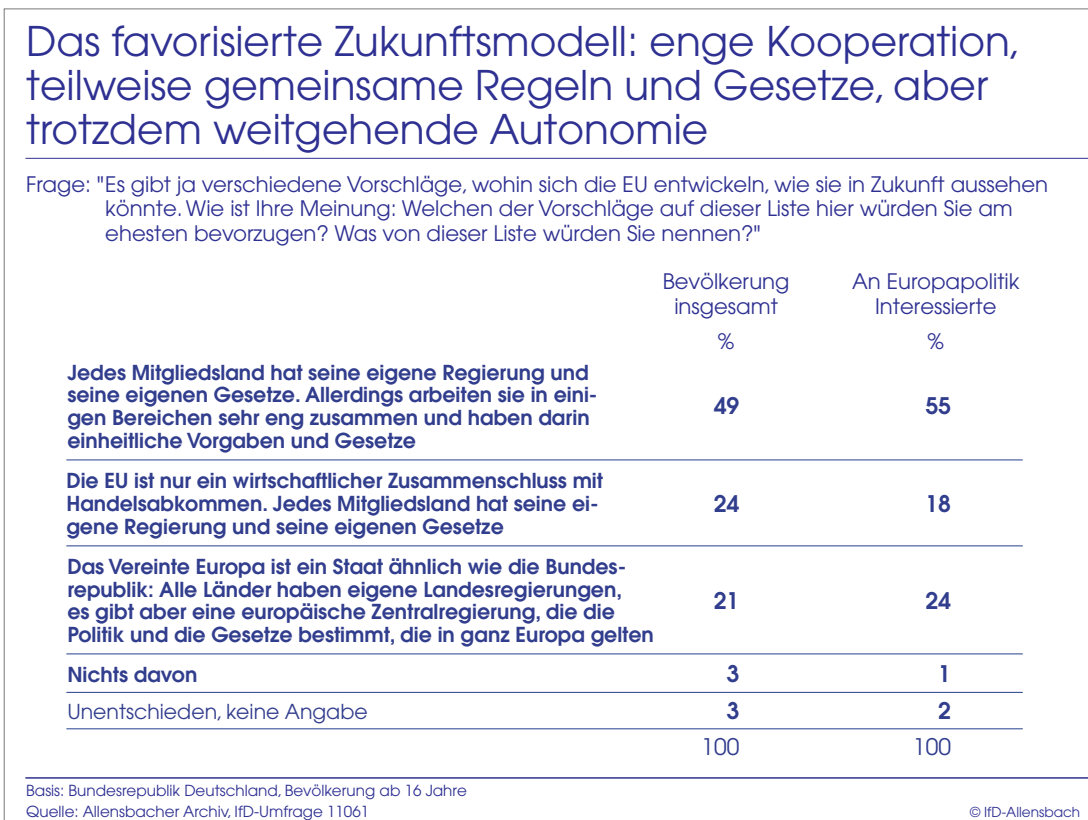 Das favorisierte Zukunftsmodell: enge Kooperation,
teilweise gemeinsame Regeln und Gesetze, aber
trotzdem weitgehende Autonomie
Frage: "Es gibt ja verschiedene Vorschläge, wohin sich die EU entwickeln, wie sie in Zukunft aussehen
könnte. Wie ist Ihre Meinung: Welchen der Vorschläge auf dieser Liste hier würden Sie am
ehesten bevorzugen? Was von dieser Liste würden Sie nennen?"
Bevölkerung An Europapolitik
insgesamt Interessierte
% %
Jedes Mitgliedsland hat seine eigene Regierung und
seine eigenen Gesetze. Allerdings arbeiten sie in eini-
gen Bereichen sehr eng zusammen und haben darin
einheitliche Vorgaben und Gesetze
49 55
Die EU ist nur ein wirtschaftlicher Zusammenschluss mit
Handelsabkommen. Jedes Mitgliedsland hat seine ei-
gene Regierung und seine eigenen Gesetze
24 18
Das Vereinte Europa ist ein Staat ähnlich wie die Bundes-
republik: Alle Länder haben eigene Landesregierungen,
es gibt aber eine europäische Zentralregierung, die die
Politik und die Gesetze bestimmt, die in ganz Europa gelten
21 24
Nichts davon 3 1
Unentschieden, keine Angabe 3 2
100 100
Basis: Bundesrepublik Deutschland, Bevölkerung ab 16 Jahre
Quelle: Allensbacher Archiv, IfD-Umfrage 11061 © IfD-Allensbach